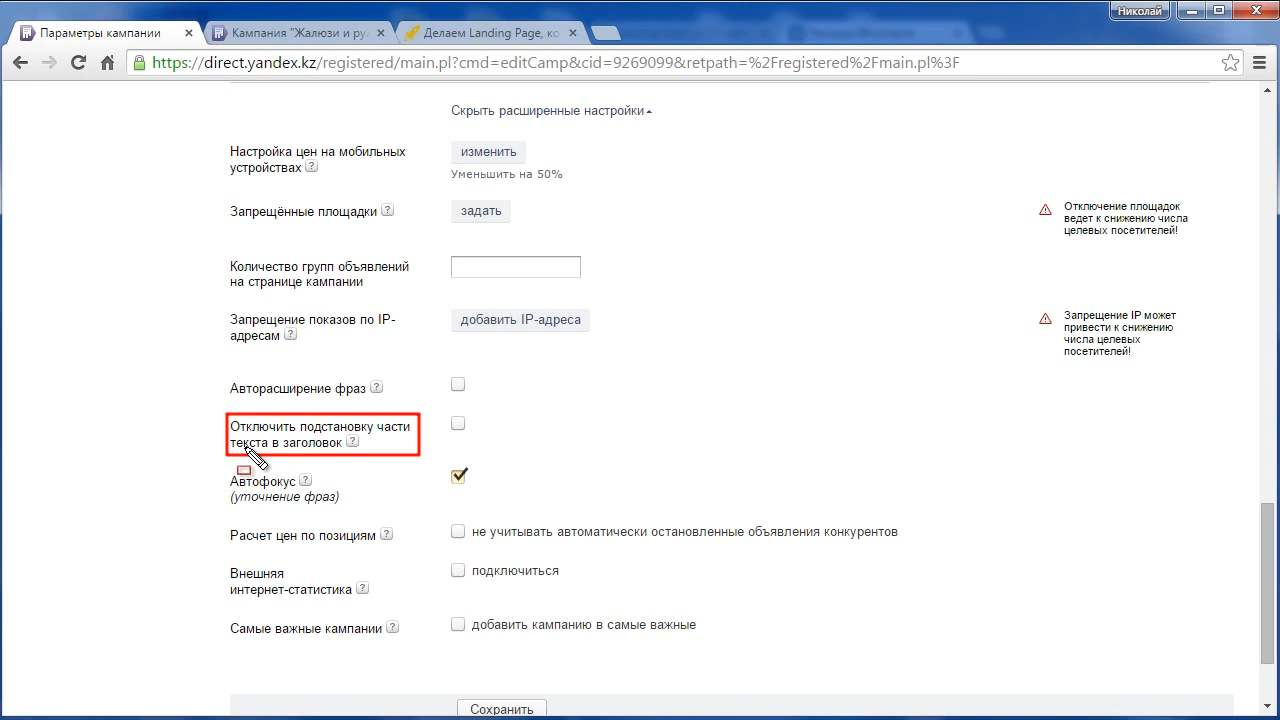 Николай
Параметры кампании
Кампания "Жалюзи и ру
Делаем Landing Page, ко
https://direct.yandex.kz/registered/main.pl?cmd=editCamp&cid=9269099&retpath=%2Fregistered%2Fmain.pl%3F
Скрыть расширенные настройки
Настройка цен на мобильных
устройствах ?
изменить
Уменьшить на 50%
Запрещённые площадки ?
задать
Отключение площадок
ведет к снижению числа
целевых посетителей!
Количество групп объявлений
на странице кампании
Запрещение показов по IP-
адресам ?
добавить IP-адреса
Запрещение IP может
привести к снижению
числа целевых
посетителей!
Авторасширение фраз ?
Отключить подстановку части
текста в заголовок ?
Автофокус ?
(уточнение фраз)
Расчет цен по позициям ?
не учитывать автоматически остановленные объявления конкурентов
Внешняя
интернет-статистика ?
подключиться
Самые важные кампании ?
добавить кампанию в самые важные
Сохранить